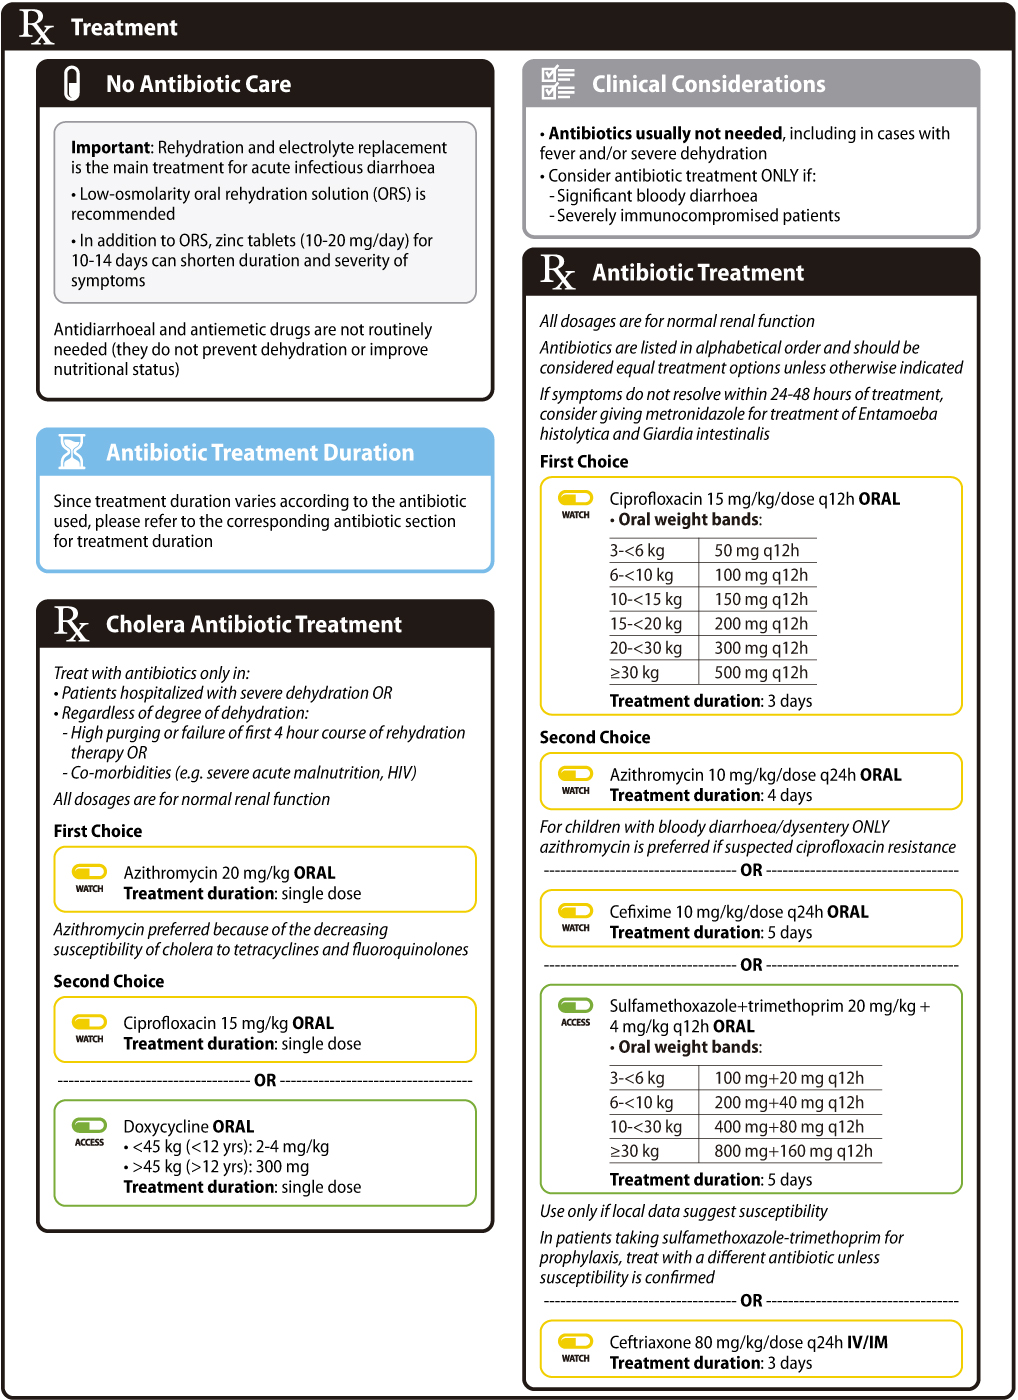 Rx Treatment
No Antibiotic Care
Important: Rehydration and electrolyte replacement
is the main treatment for acute infectious diarrhoea
• Low-osmolarity oral rehydration solution (ORS) is
recommended
• In addition to ORS, zinc tablets (10-20 mg/day) for
10-14 days can shorten duration and severity of
symptoms
Antidiarrhoeal and antiemetic drugs are not routinely
needed (they do not prevent dehydration or improve
nutritional status)
Antibiotic Treatment Duration
Since treatment duration varies according to the antibiotic
used, please refer to the corresponding antibiotic section
for treatment duration
Rx Cholera Antibiotic Treatment
Treat with antibiotics only in:
• Patients hospitalized with severe dehydration OR
• Regardless of degree of dehydration:
- High purging or failure of first 4 hour course of rehydration
therapy OR
- Co-morbidities (e.g. severe acute malnutrition, HIV)
All dosages are for normal renal function
First Choice
Azithromycin 20 mg/kg ORAL
WATCH
Treatment duration: single dose
Azithromycin preferred because of the decreasing
susceptibility of cholera to tetracyclines and fluoroquinolones
Second Choice
Ciprofloxacin 15 mg/kg ORAL
WATCH
Treatment duration: single dose
OR
Doxycycline ORAL
ACCESS
• <45 kg (<12 yrs): 2-4 mg/kg
• >45 kg (>12 yrs): 300 mg
Treatment duration: single dose
Clinical Considerations
• Antibiotics usually not needed, including in cases with
fever and/or severe dehydration
• Consider antibiotic treatment ONLY if:
- Significant bloody diarrhoea
- Severely immunocompromised patients
Rx Antibiotic Treatment
All dosages are for normal renal function
Antibiotics are listed in alphabetical order and should be
considered equal treatment options unless otherwise indicated
If symptoms do not resolve within 24-48 hours of treatment,
consider giving metronidazole for treatment of Entamoeba
histolytica and Giardia intestinalis
First Choice
Ciprofloxacin 15 mg/kg/dose q12h ORAL
WATCH
• Oral weight bands:
3-<6 kg 50 mg q12h
6-<10 kg 100 mg q12h
10-<15 kg 150 mg q12h
15-<20 kg 200 mg q12h
20-<30 kg 300 mg q12h
≥30 kg 500 mg q12h
Treatment duration: 3 days
Second Choice
Azithromycin 10 mg/kg/dose q24h ORAL
WATCH
Treatment duration: 4 days
For children with bloody diarrhoea/dysentery ONLY
azithromycin is preferred if suspected ciprofloxacin resistance
OR
Cefixime 10 mg/kg/dose q24h ORAL
WATCH
Treatment duration: 5 days
OR
Sulfamethoxazole+trimethoprim 20 mg/kg +
ACCESS
4 mg/kg q12h ORAL
• Oral weight bands:
3-<6 kg 100 mg+20 mg q12h
6-<10 kg 200 mg+40 mg q12h
10-<30 kg 400 mg+80 mg q12h
≥30 kg 800 mg+160 mg q12h
Treatment duration: 5 days
Use only if local data suggest susceptibility
In patients taking sulfamethoxazole-trimethoprim for
prophylaxis, treat with a different antibiotic unless
susceptibility is confirmed
OR
Ceftriaxone 80 mg/kg/dose q24h IV/IM
WATCH
Treatment duration: 3 days